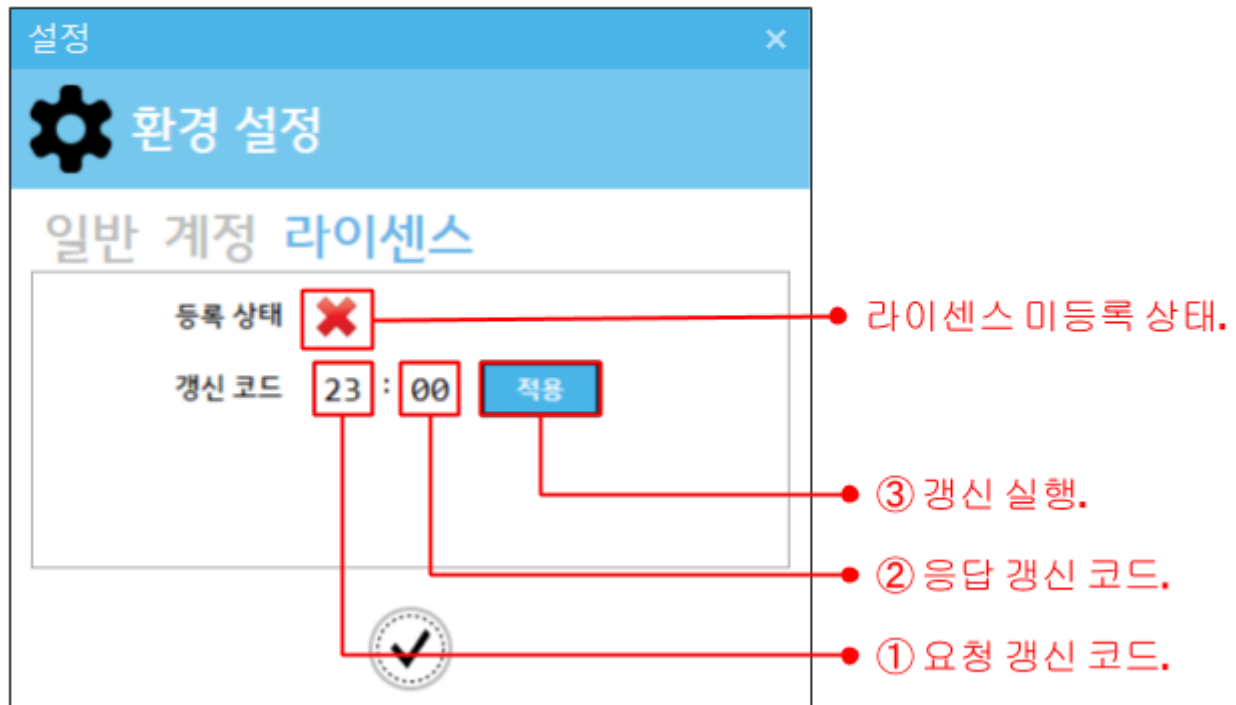 설정 ×
환경 설정
일반 계정 라이센스
등록 상태
라이센스 미등록 상태.
갱신 코드 23 : 00 적용
③ 갱신 실행.
② 응답 갱신 코드.
① 요청 갱신 코드.